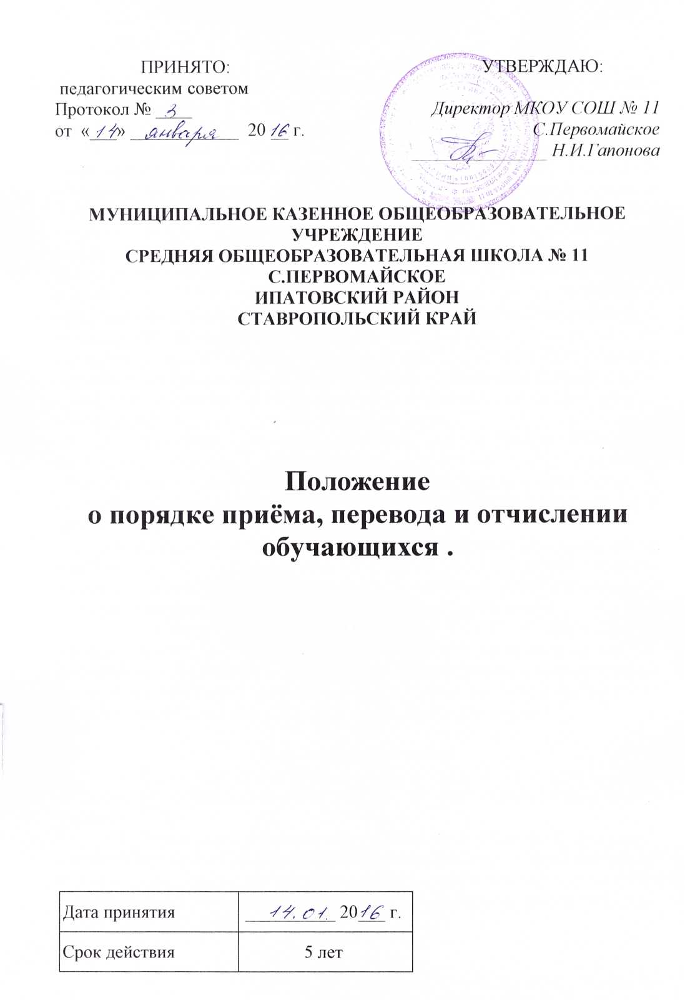 ПРИНЯТО:
педагогическим советом
Протокол № 3
от «14» января 2016 г.
УТВЕРЖДАЮ:
Директор МКОУ СОШ № 11
С.Первомайское
Н.И.Гапонова
МУНИЦИПАЛЬНОЕ КАЗЕННОЕ ОБЩЕОБРАЗОВАТЕЛЬНОЕ
УЧРЕЖДЕНИЕ
СРЕДНЯЯ ОБЩЕОБРАЗОВАТЕЛЬНАЯ ШКОЛА № 11
С.ПЕРВОМАЙСКОЕ
ИПАТОВСКИЙ РАЙОН
СТАВРОПОЛЬСКИЙ КРАЙ
Положение
о порядке приёма, перевода и отчислении
обучающихся .
Дата принятия 14.01. 2016 г.
Срок действия 5 лет